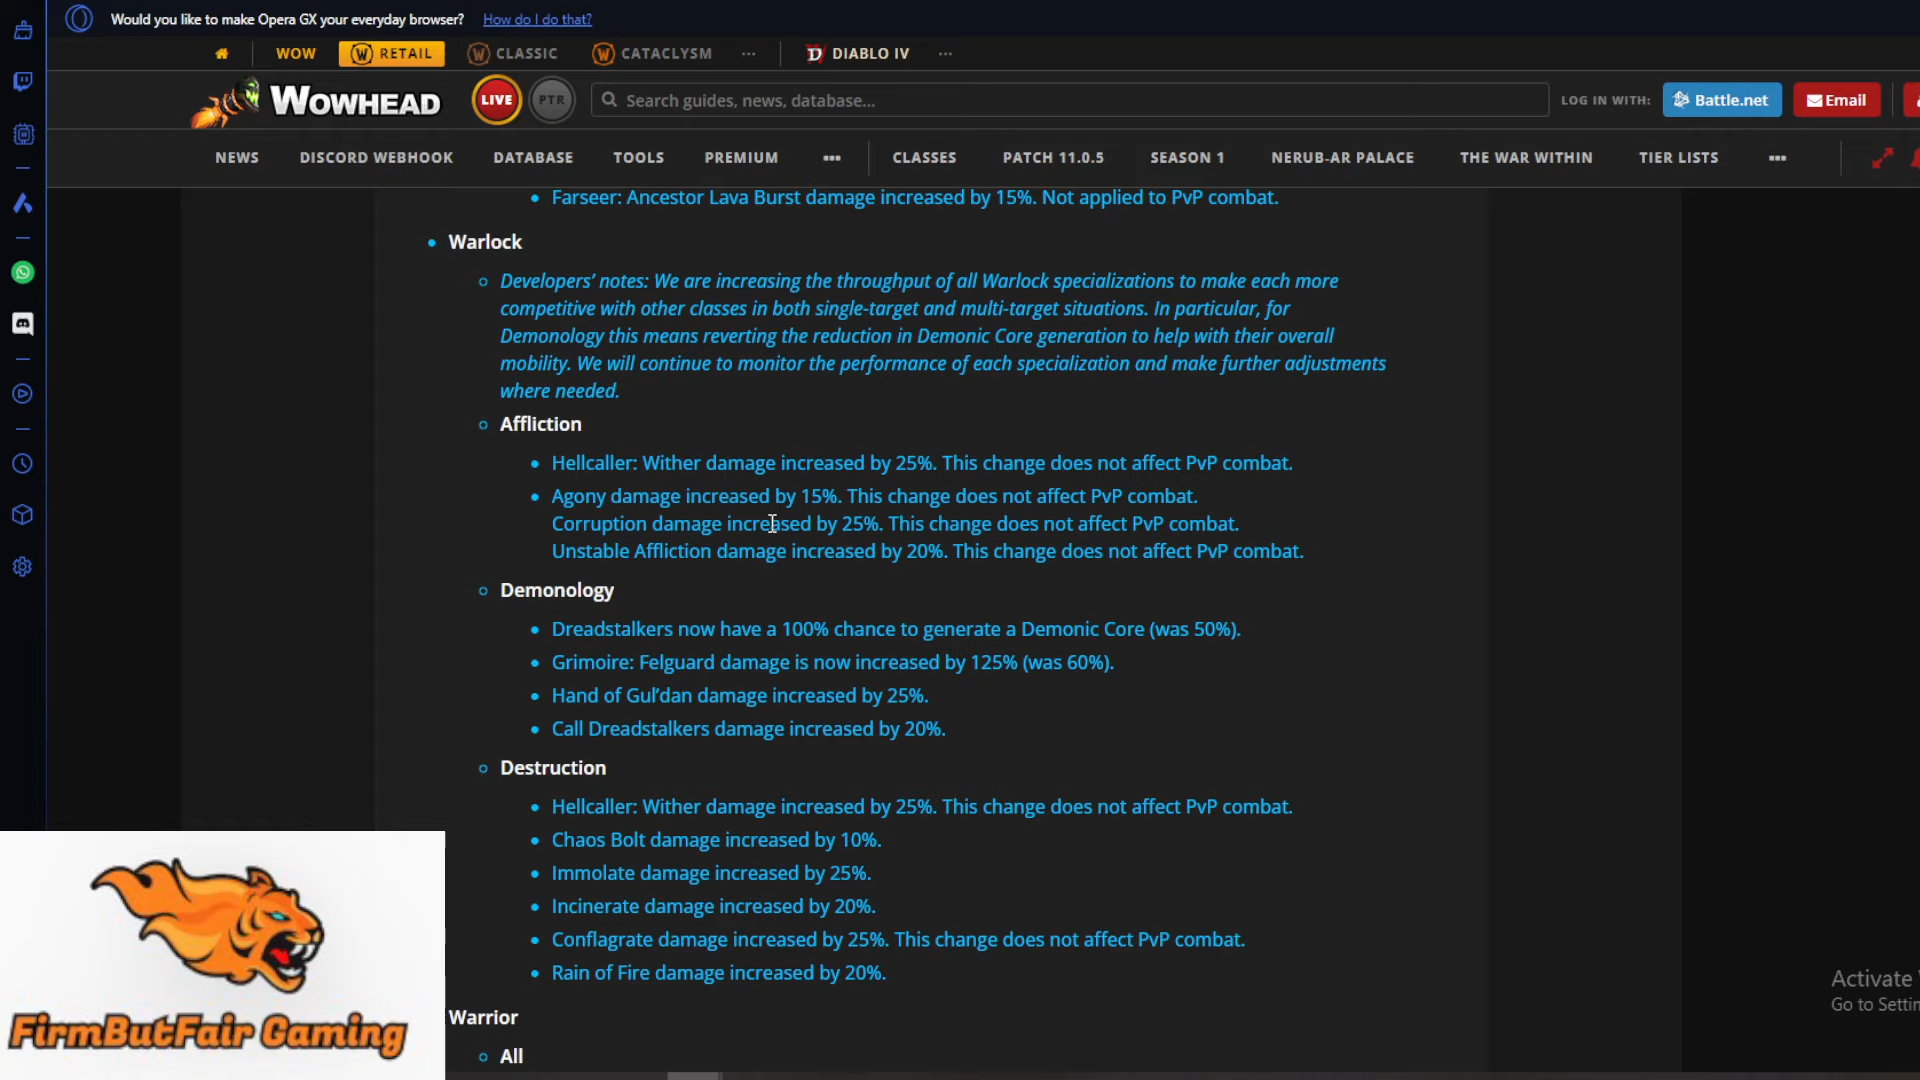 Would you like to make Opera GX your everyday browser? How do I do that?
WOW RETAIL CLASSIC CATACLYSM ... DIABLO IV ...
WOWHEAD LIVE PTR Search guides, news, database... LOG IN WITH: Battle.net Email
NEWS DISCORD WEBHOOK DATABASE TOOLS PREMIUM ... CLASSES PATCH 11.0.5 SEASON 1 NERUB-AR PALACE THE WAR WITHIN TIER LISTS ...
Farseer: Ancestor Lava Burst damage increased by 15%. Not applied to PvP combat.
Warlock
Developers’ notes: We are increasing the throughput of all Warlock specializations to make each more
competitive with other classes in both single-target and multi-target situations. In particular, for
Demonology this means reverting the reduction in Demonic Core generation to help with their overall
mobility. We will continue to monitor the performance of each specialization and make further adjustments
where needed.
Affliction
Hellcaller: Wither damage increased by 25%. This change does not affect PvP combat.
Agony damage increased by 15%. This change does not affect PvP combat.
Corruption damage increased by 25%. This change does not affect PvP combat.
Unstable Affliction damage increased by 20%. This change does not affect PvP combat.
Demonology
Dreadstalkers now have a 100% chance to generate a Demonic Core (was 50%).
Grimoire: Felguard damage is now increased by 125% (was 60%).
Hand of Gul’dan damage increased by 25%.
Call Dreadstalkers damage increased by 20%.
Destruction
Hellcaller: Wither damage increased by 25%. This change does not affect PvP combat.
Chaos Bolt damage increased by 10%.
Immolate damage increased by 25%.
Incinerate damage increased by 20%.
Conflagrate damage increased by 25%. This change does not affect PvP combat.
Rain of Fire damage increased by 20%.
Warrior
All
FirmButFair Gaming
Activate
Go to Settin